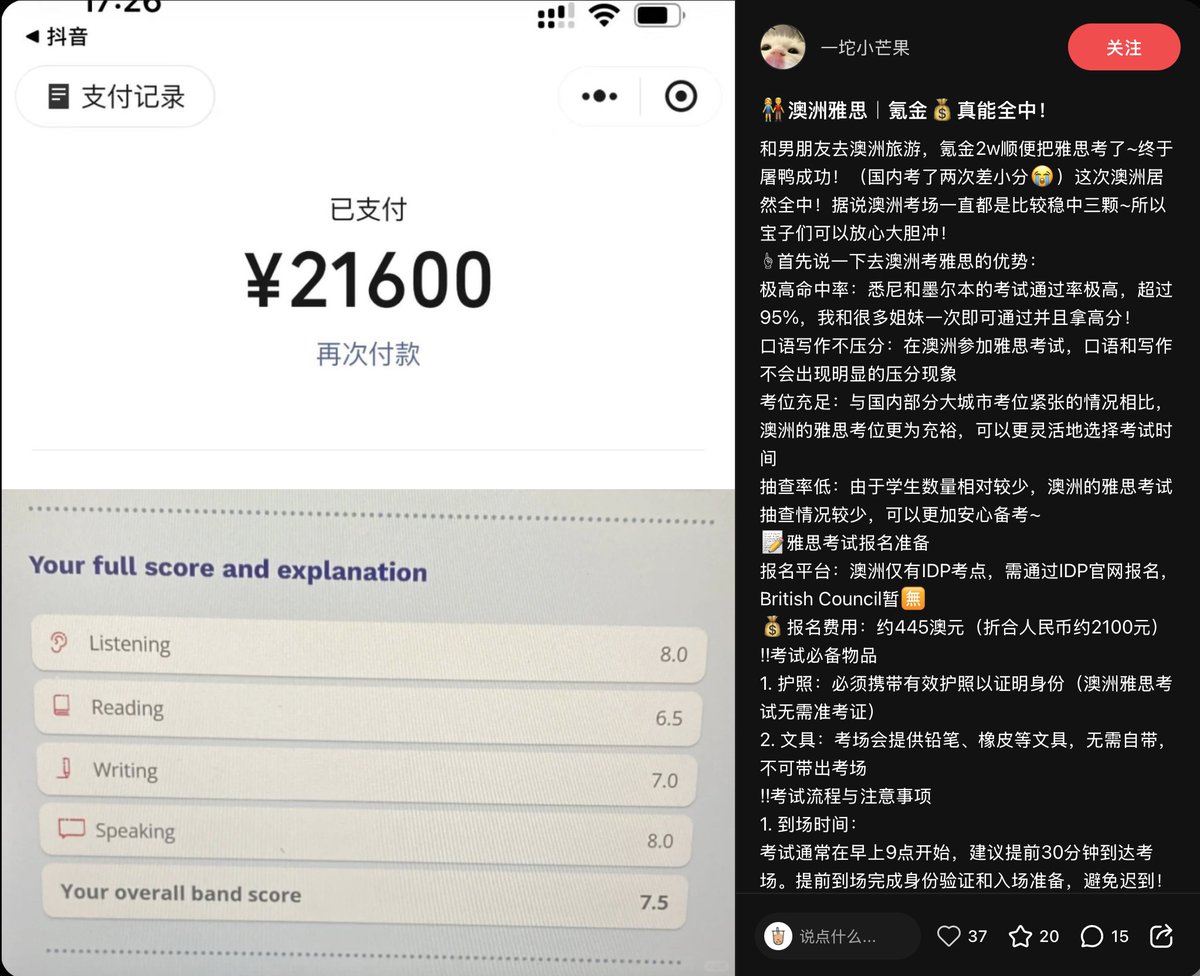 17:26
抖音
支付记录
已支付
¥21600
再次付款
Your full score and explanation
Listening 8.0
Reading 6.5
Writing 7.0
Speaking 8.0
Your overall band score 7.5
一坨小芒果
关注
👫澳洲雅思｜氪金💰真能全中！
和男朋友去澳洲旅游，氪金2w顺便把雅思考了~终于
屠鸭成功！（国内考了两次差小分😭）这次澳洲居
然全中！据说澳洲考场一直都是比较稳中三颗~所以
宝子们可以放心大胆冲！
☝首先说一下去澳洲考雅思的优势：
极高命中率：悉尼和墨尔本的考试通过率极高，超过
95%，我和很多姐妹一次即可通过并且拿高分！
口语写作不压分：在澳洲参加雅思考试，口语和写作
不会出现明显的压分现象
考位充足：与国内部分大城市考位紧张的情况相比，
澳洲的雅思考位更为充裕，可以更灵活地选择考试时
间
抽查率低：由于学生数量相对较少，澳洲的雅思考试
抽查情况较少，可以更加安心备考~
📝雅思考试报名准备
报名平台：澳洲仅有IDP考点，需通过IDP官网报名，
British Council暂🈚
💰报名费用：约445澳元（折合人民币约2100元）
‼考试必备物品
1. 护照：必须携带有效护照以证明身份（澳洲雅思考
试无需准考证）
2. 文具：考场会提供铅笔、橡皮等文具，无需自带，
不可带出考场
‼考试流程与注意事项
1. 到场时间：
考试通常在早上9点开始，建议提前30分钟到达考
场。提前到场完成身份验证和入场准备，避免迟到！
说点什么... 37 20 15